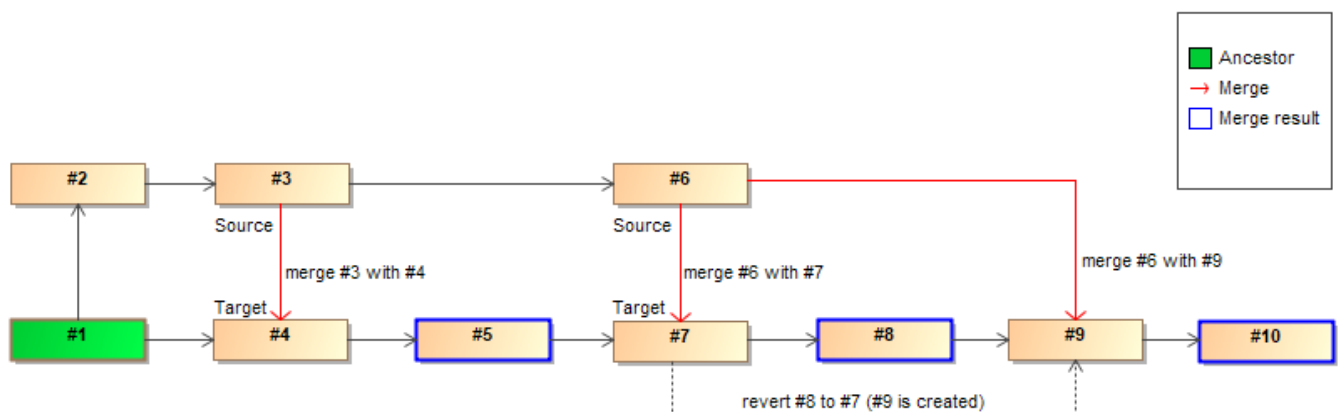 Ancestor
Merge
Merge result
#2
#3
#6
Source
Source
merge #3 with #4
merge #6 with #7
merge #6 with #9
Target
Target
#1
#4
#5
#7
#8
#9
#10
revert #8 to #7 (#9 is created)